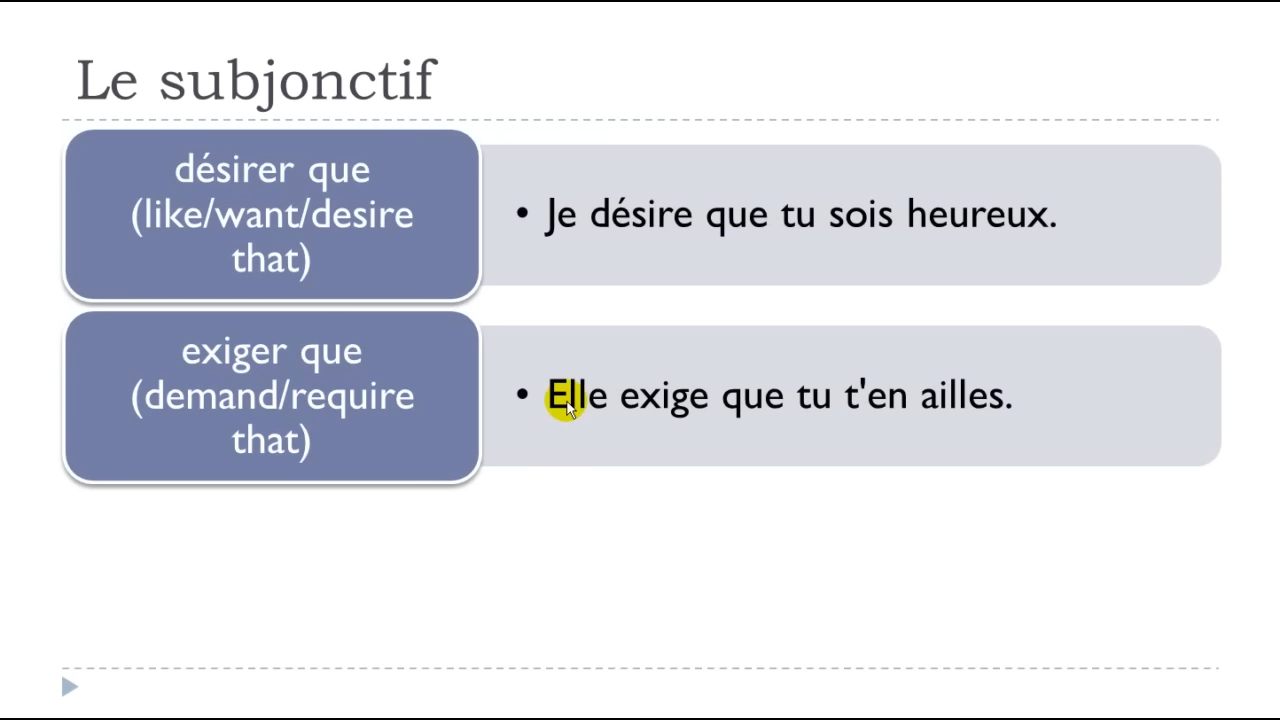 Le subjonctif
désirer que
(like/want/desire
that)
• Je désire que tu sois heureux.
exiger que
(demand/require
that)
• Elle exige que tu t'en ailles.